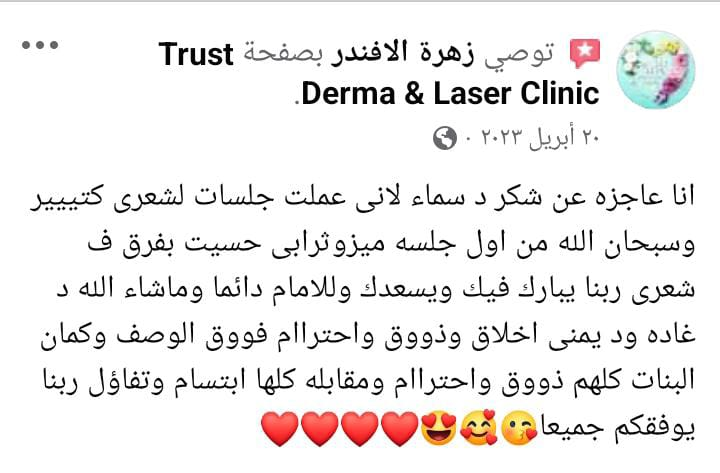 توصي زهرة الافندر بصفحة Trust
Derma & Laser Clinic.
٢٠ أبريل ٢٠٢٣ ·
انا عاجزه عن شكر د سماء لانى عملت جلسات لشعرى كتيييير
وسبحان الله من اول جلسه ميزوثرابى حسيت بفرق ف
شعرى ربنا يبارك فيك ويسعدك وللامام دائما وماشاء الله د
غاده ود يمنى اخلاق وذووق واحتراام فووق الوصف وكمان
البنات كلهم ذووق واحتراام ومقابله كلها ابتسام وتفاؤل ربنا
يوفقكم جميعا😘🥰😍❤️❤️❤️❤️